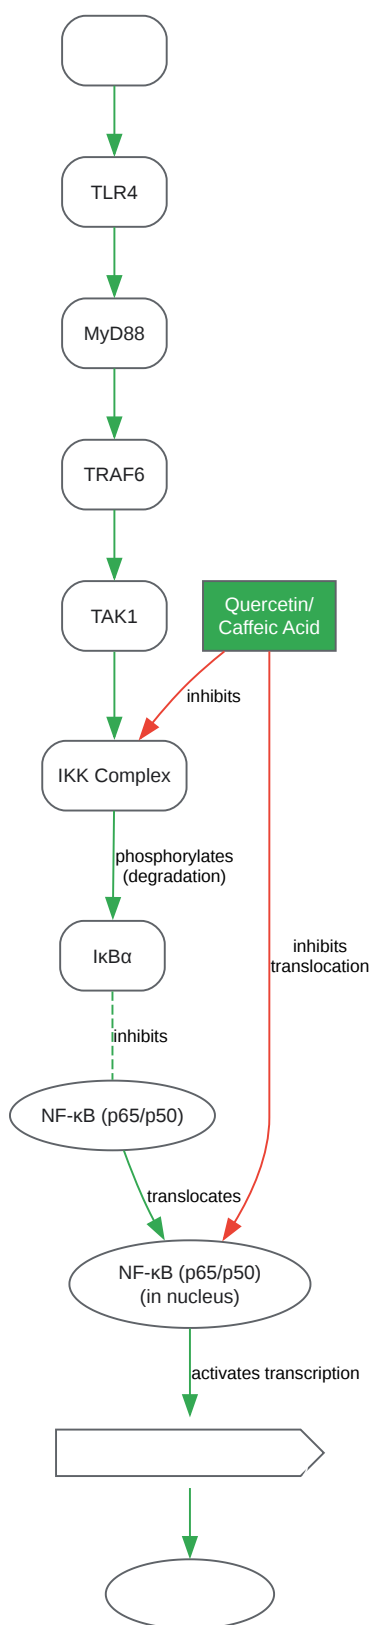 TLR4
MyD88
TRAF6
TAK1
Quercetin/
Caffeic Acid
inhibits
IKK Complex
phosphorylates
(degradation)
IκBα
inhibits
translocation
inhibits
NF-κB (p65/p50)
translocates
NF-κB (p65/p50)
(in nucleus)
activates transcription